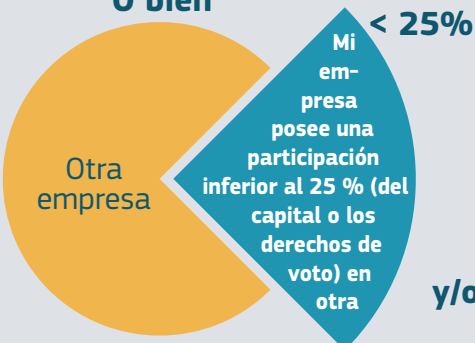 O bien
< 25%
Mi
em-
presa
posee una
participación
inferior al 25 % (del
capital o los
derechos de
voto) en
otra
Otra
empresa
y/o